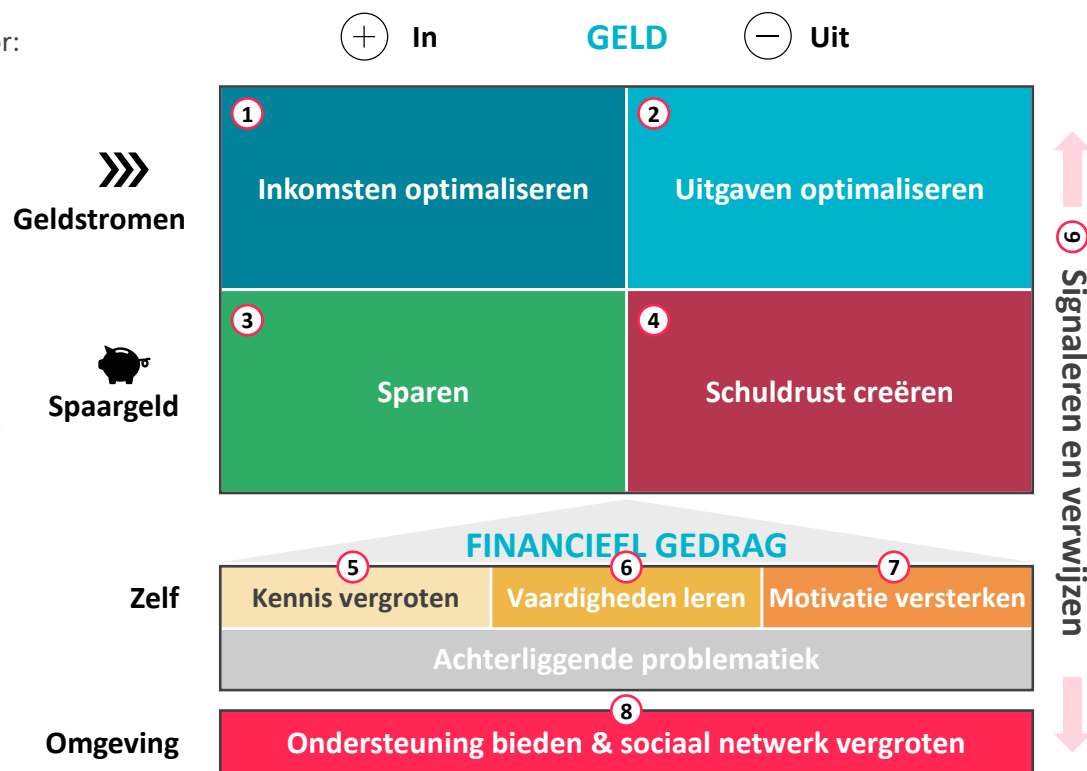 r:
In
GELD
Uit
1
2
Inkomsten optimaliseren
Uitgaven optimaliseren
Geldstromen
3
4
Sparen
Schuldrust creëren
Spaargeld
FINANCIEEL GEDRAG
5
6
7
Zelf
Kennis vergroten
Vaardigheden leren
Motivatie versterken
Achterliggende problematiek
8
Omgeving
Ondersteuning bieden & sociaal netwerk vergroten
9
Signaleren en verwijzen